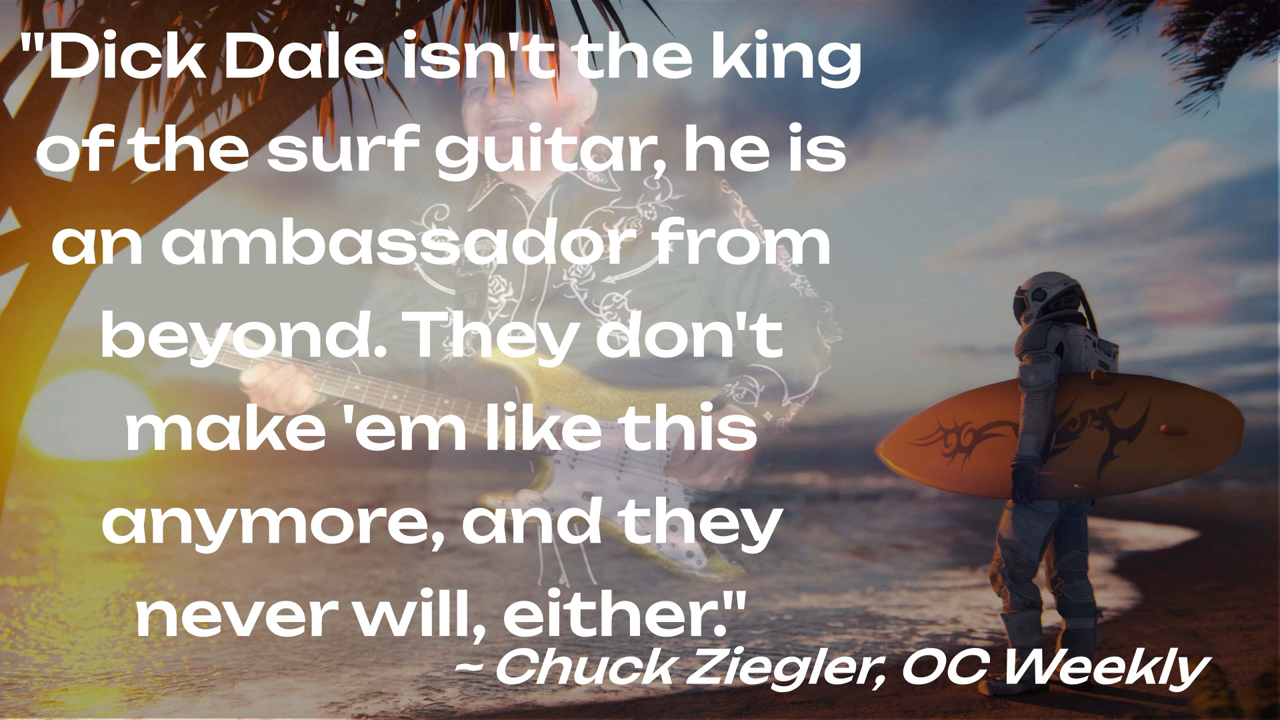 "Dick Dale isn't the king
of the surf guitar, he is
an ambassador from
beyond. They don't
make 'em like this
anymore, and they
never will, either."
~ Chuck Ziegler, OC Weekly